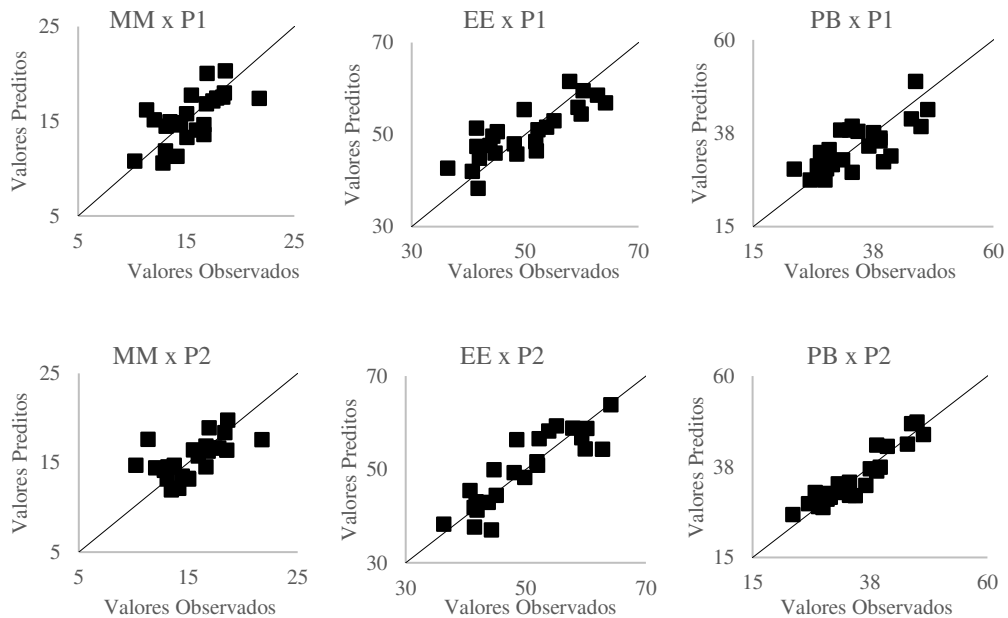 MM x P1
25
15
5
5
15
25
Valores Preditos
Valores Observados
EE x P1
70
50
30
30
50
70
Valores Preditos
Valores Observados
PB x P1
60
38
15
15
38
60
Valores Preditos
Valores Observados
MM x P2
25
15
5
5
15
25
Valores Preditos
Valores Observados
EE x P2
70
50
30
30
50
70
Valores Preditos
Valores Observados
PB x P2
60
38
15
15
38
60
Valores Preditos
Valores Observados